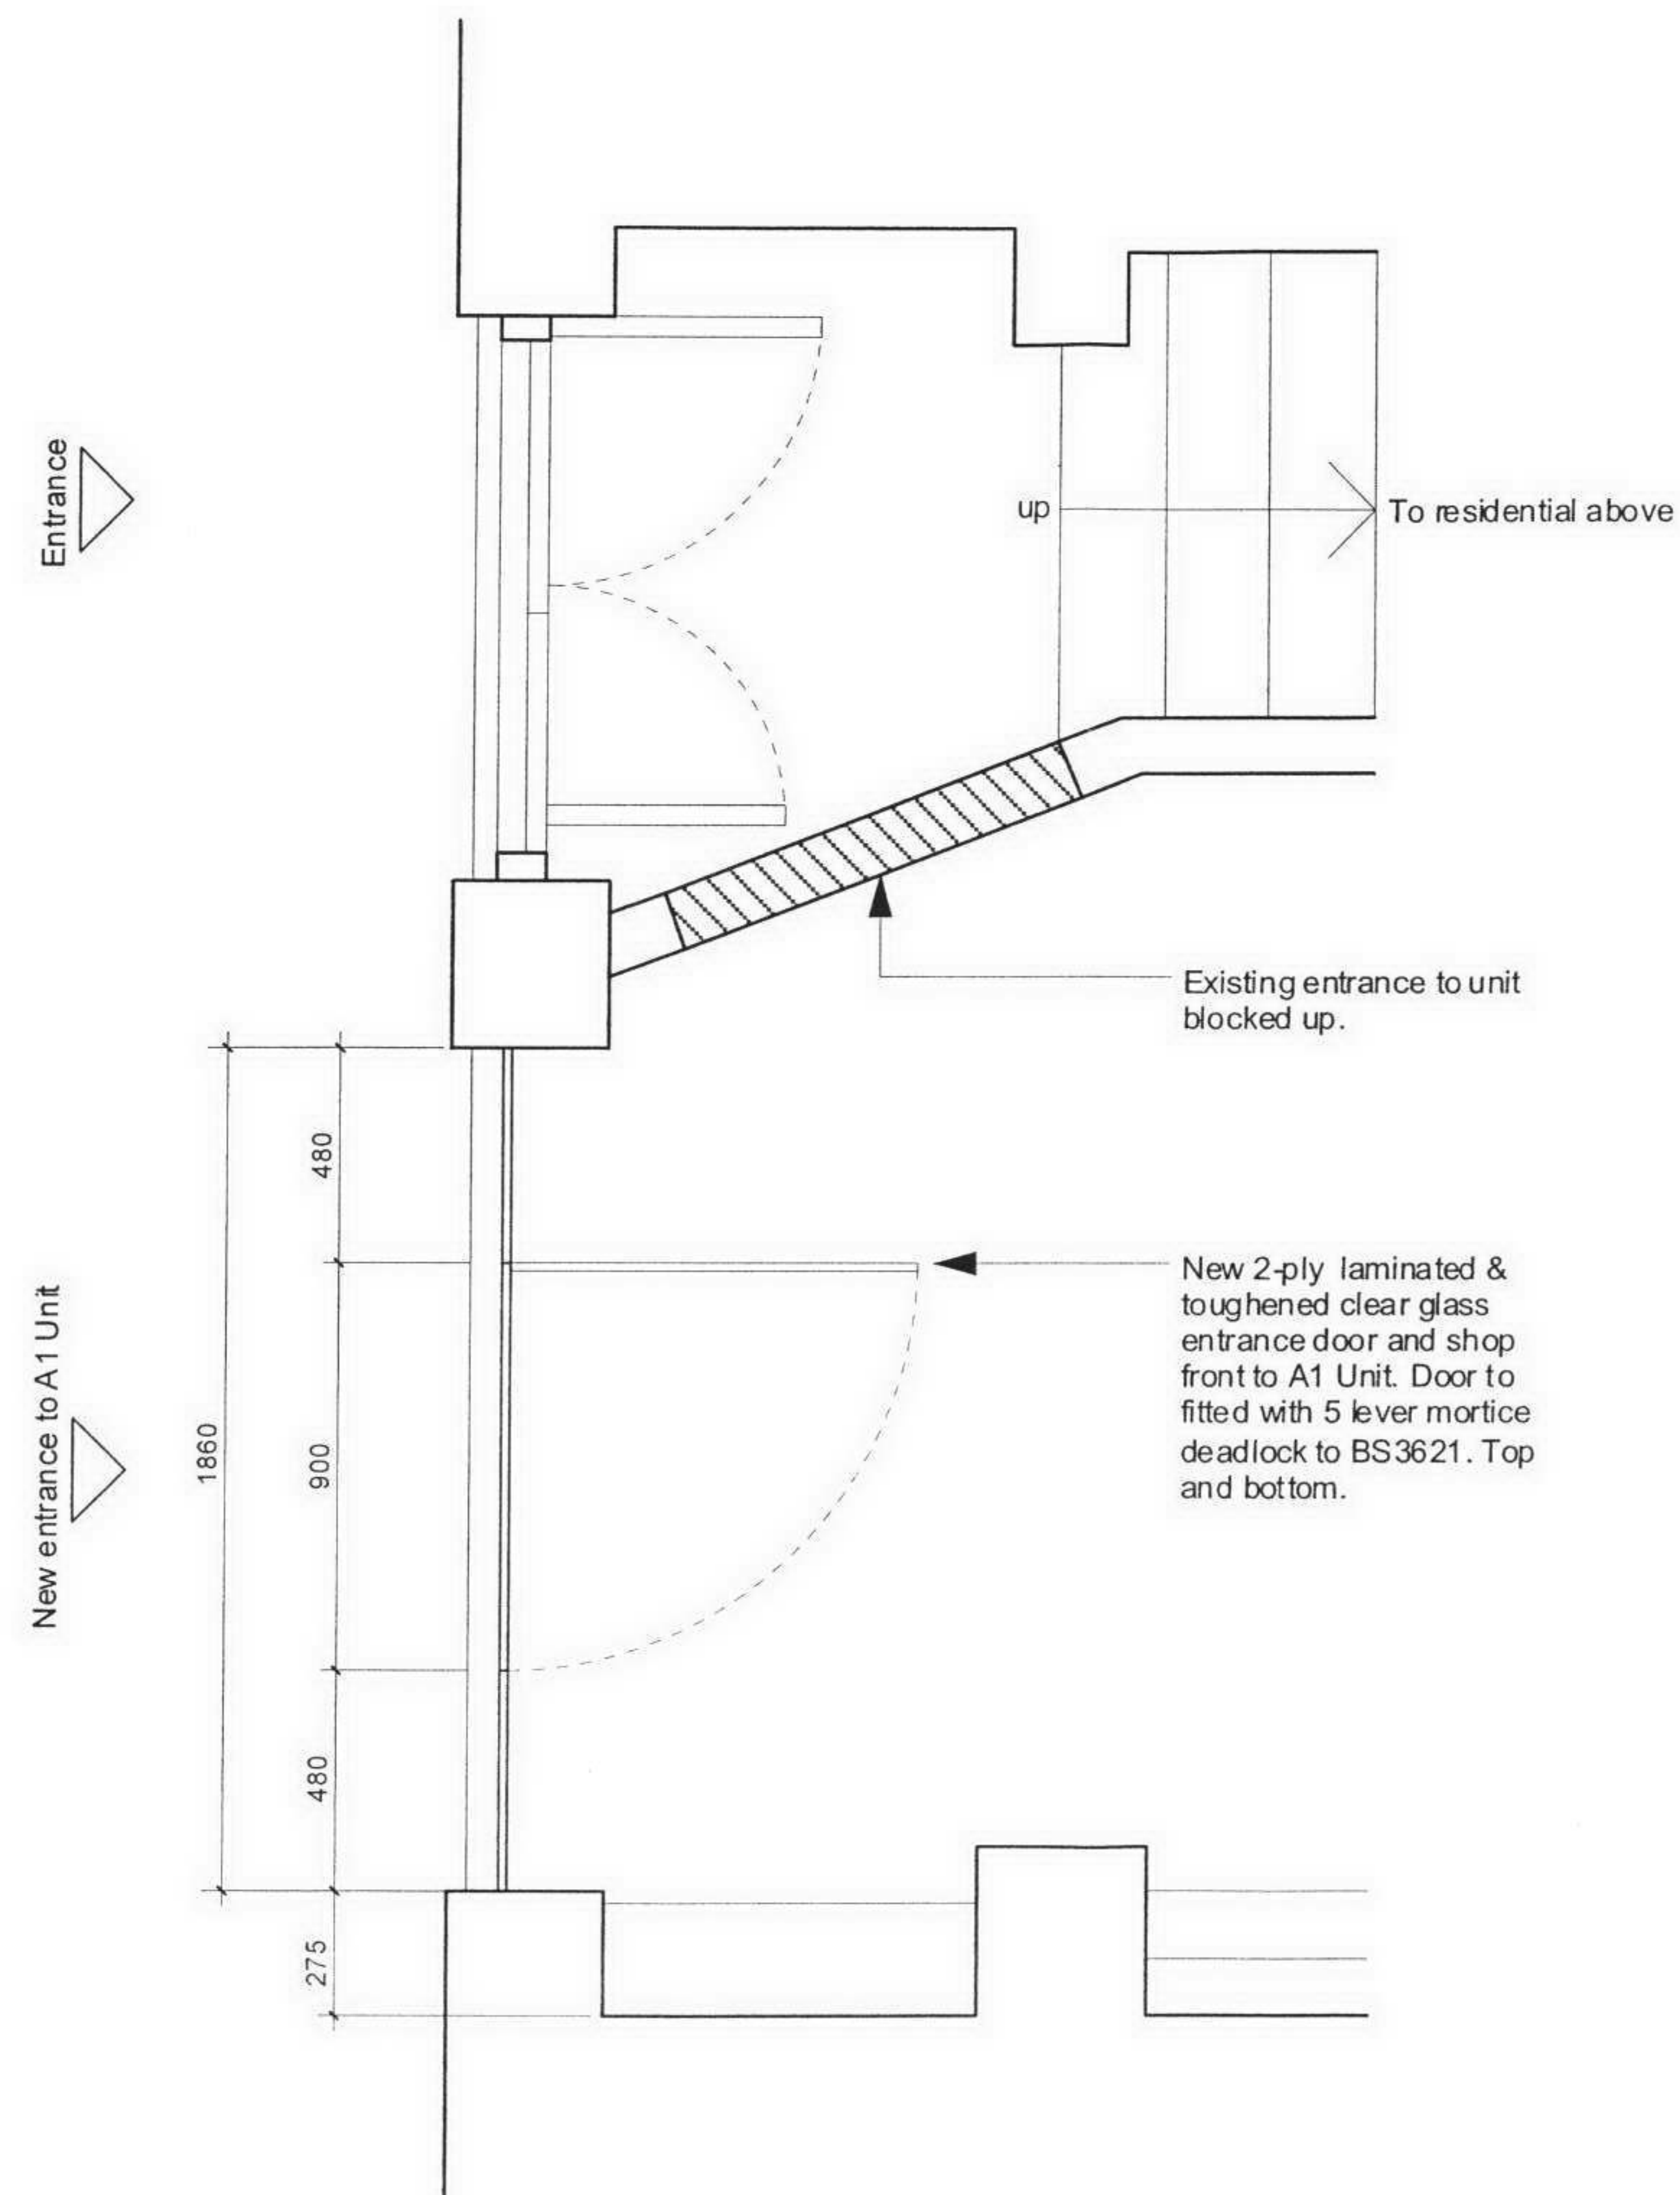 Entrance
up
To residential above
Existing entrance to unit
blocked up.
480
New 2-ply laminated &
toughened clear glass
entrance door and shop
front to A1 Unit. Door to
fitted with 5 lever mortice
deadlock to BS3621. Top
and bottom.
New entrance to A1 Unit
1860
900
480
275